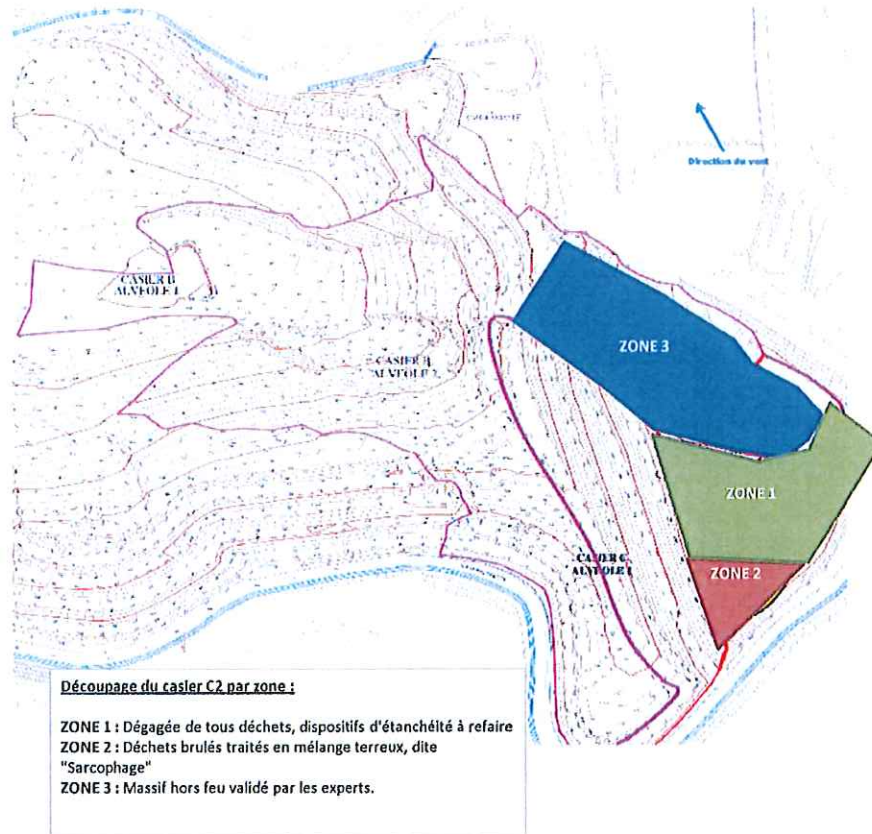 Direction du vent
CASIER B
ALVEOLE 1
ZONE 3
CASIER B
ALVEOLE 2
ZONE 1
CASIER C
ALVEOLE 1
ZONE 2
Découpage du casier C2 par zone :
ZONE 1 : Dégagée de tous déchets, dispositifs d'étanchéité à refaire
ZONE 2 : Déchets brulés traités en mélange terreux, dite
"Sarcophage"
ZONE 3 : Massif hors feu validé par les experts.